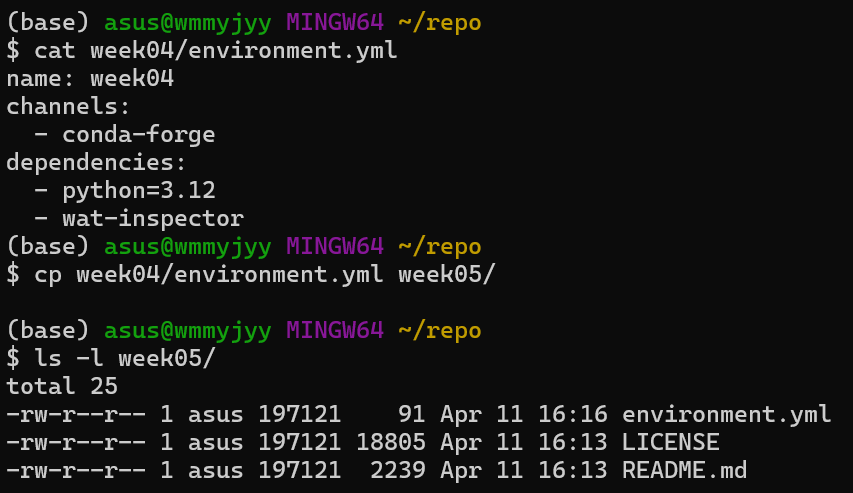 (base) asus@wmmyjyy MINGW64 ~/repo
$ cat week04/environment.yml
name: week04
channels:
  - conda-forge
dependencies:
  - python=3.12
  - wat-inspector
(base) asus@wmmyjyy MINGW64 ~/repo
$ cp week04/environment.yml week05/

(base) asus@wmmyjyy MINGW64 ~/repo
$ ls -l week05/
total 25
-rw-r--r-- 1 asus 197121    91 Apr 11 16:16 environment.yml
-rw-r--r-- 1 asus 197121 18805 Apr 11 16:13 LICENSE
-rw-r--r-- 1 asus 197121  2239 Apr 11 16:13 README.md